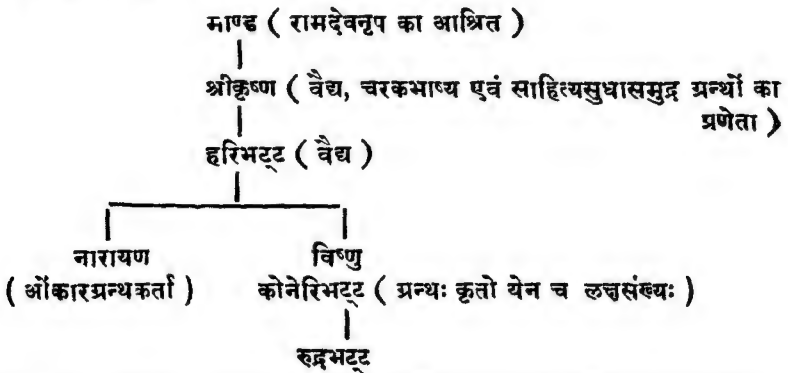 माण्ड ( रामदेवनृप का आश्रित )
श्रीकृष्ण ( वैद्य, चरकभाष्य एवं साहित्यसुधासमुद्र ग्रन्थों का
प्रणेता )
हरिभट्ट ( वैद्य )
नारायण विष्णु
( ओंकारग्रन्थकर्ता ) कोनेरिभट्ट ( ग्रन्थः कृतो येन च लक्षसंख्यः )
रुद्रभट्ट